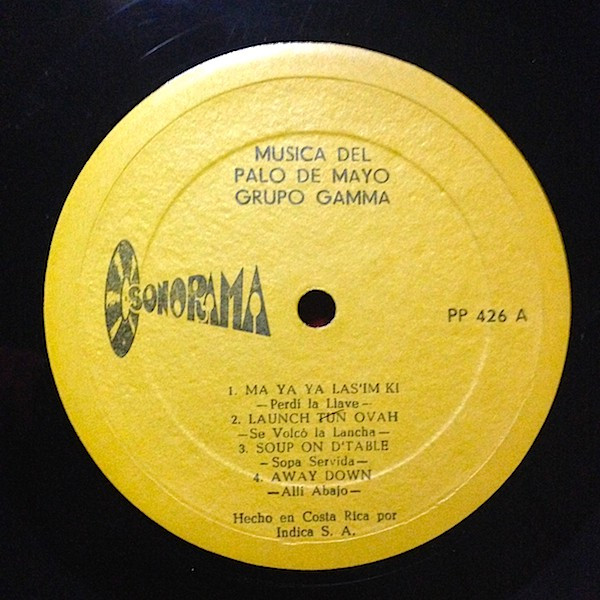 MUSICA DEL
PALO DE MAYO
GRUPO GAMMA
SONORAMA
PP 426 A
1. MA YA YA LAS'IM KI
—Perdí la Llave—
2. LAUNCH TUN OVAH
—Se Volcó la Lancha—
3. SOUP ON D'TABLE
—Sopa Servida—
4. AWAY DOWN
—Allí Abajo—
Hecho en Costa Rica por
Indica S. A.